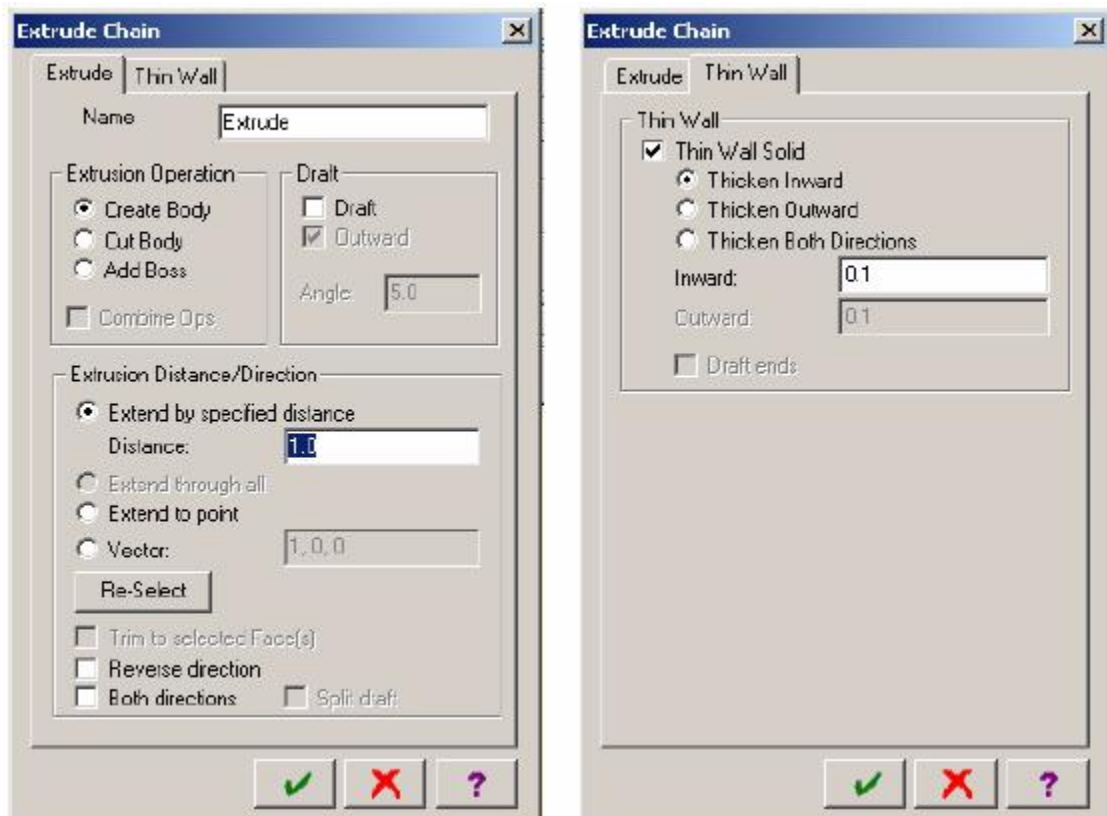 Extrude Chain
Extrude Thin Wall
Name Extrude
Extrusion Operation
Create Body
Cut Body
Add Boss
Combine Ops
Draft
Draft
Outward
Angle: 5.0
Extrusion Distance/Direction
Extend by specified distance
Distance: 1.0
Extend through all
Extend to point
Vector: 1, 0, 0
Re-Select
Trim to selected Face(s)
Reverse direction
Both directions Split draft
?
Extrude Chain
Extrude Thin Wall
Thin Wall
Thin Wall Solid
Thicken Inward
Thicken Outward
Thicken Both Directions
Inward: 0.1
Outward: 0.1
Draft ends
?